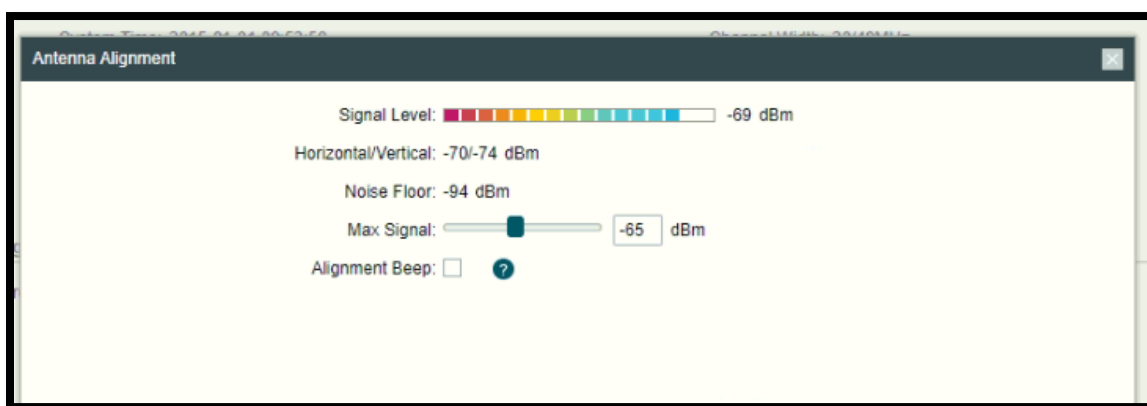 Antenna Alignment
Signal Level: -69 dBm
Horizontal/Vertical: -70/-74 dBm
Noise Floor: -94 dBm
Max Signal: -65 dBm
Alignment Beep: ?